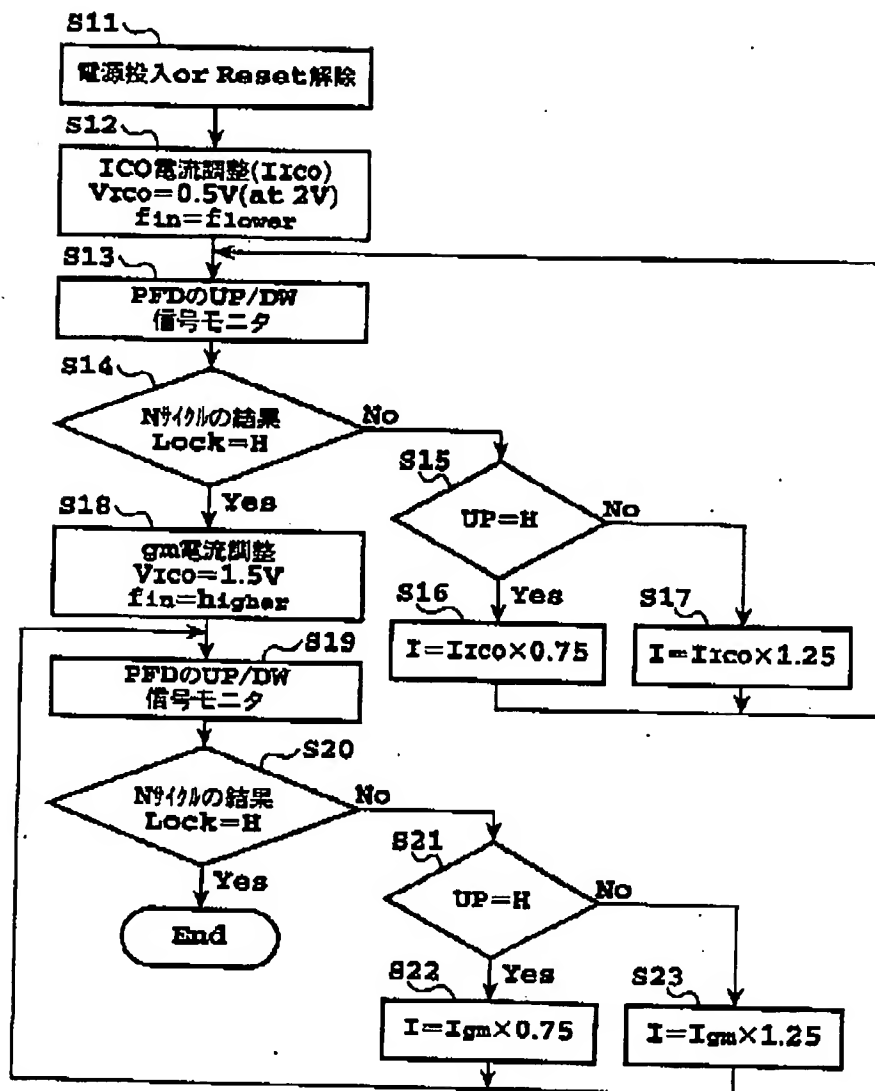 S11
電源投入or Reset解除
S12
ICO電流調整(IICO)
VICO=0.5V(at 2V)
fin=flower
S13
PFDのUP/DW
信号モニタ
S14
Nｻｲｸﾙの結果
Lock=H
No
Yes
S15
UP=H
No
Yes
S16
I=IICO×0.75
S17
I=IICO×1.25
S18
gm電流調整
VICO=1.5V
fin=higher
S19
PFDのUP/DW
信号モニタ
S20
Nｻｲｸﾙの結果
Lock=H
No
Yes
End
S21
UP=H
No
Yes
S22
I=Igm×0.75
S23
I=Igm×1.25